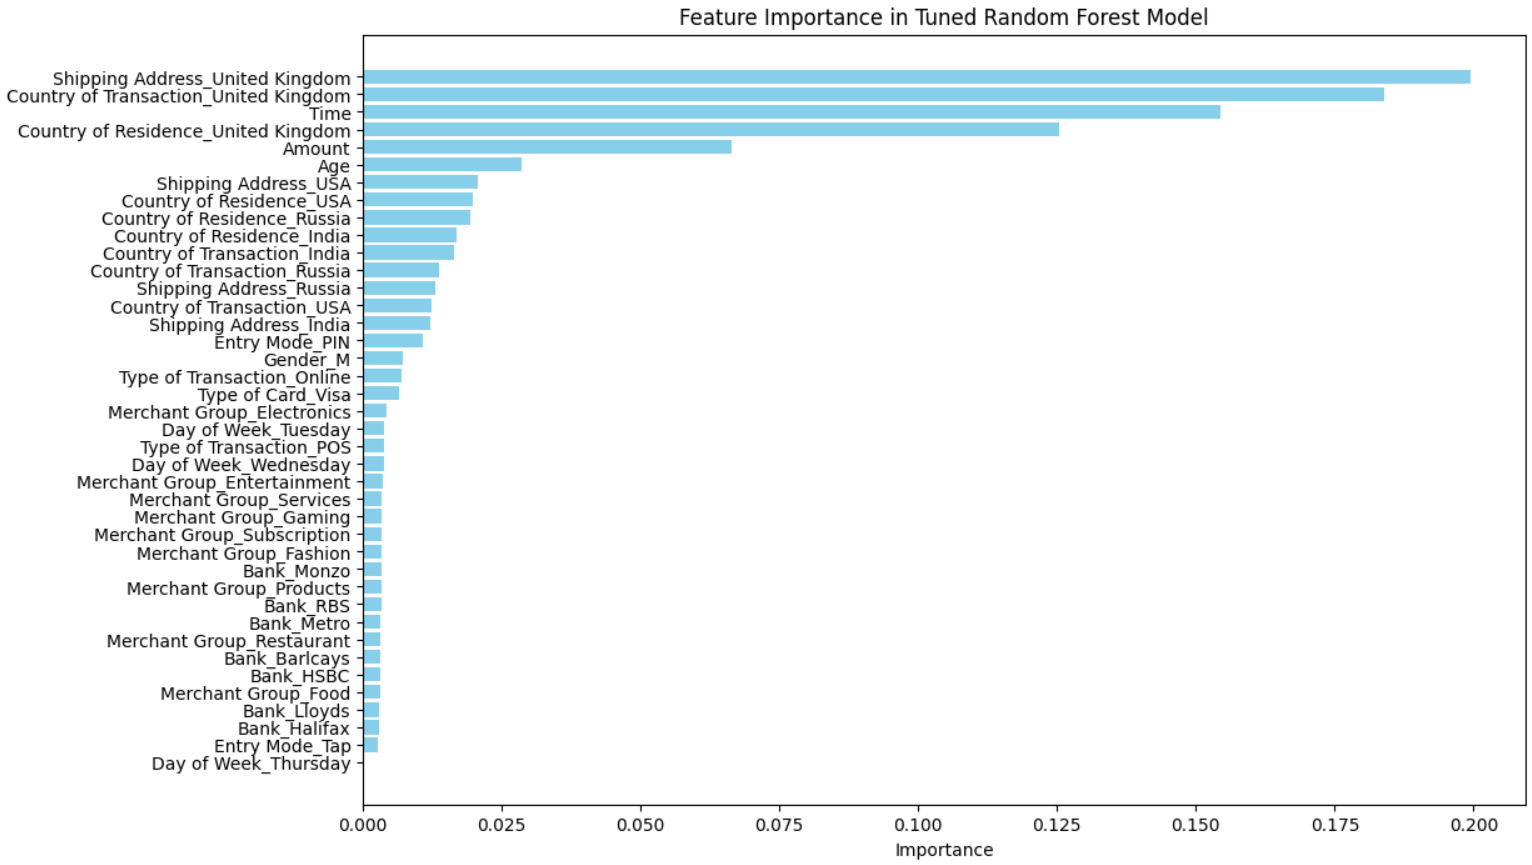 Feature Importance in Tuned Random Forest Model
Shipping Address_United Kingdom
Country of Transaction_United Kingdom
Time
Country of Residence_United Kingdom
Amount
Age
Shipping Address_USA
Country of Residence_USA
Country of Residence_Russia
Country of Residence_India
Country of Transaction_India
Country of Transaction_Russia
Shipping Address_Russia
Country of Transaction_USA
Shipping Address_India
Entry Mode_PIN
Gender_M
Type of Transaction_Online
Type of Card_Visa
Merchant Group_Electronics
Day of Week_Tuesday
Type of Transaction_POS
Day of Week_Wednesday
Merchant Group_Entertainment
Merchant Group_Services
Merchant Group_Gaming
Merchant Group_Subscription
Merchant Group_Fashion
Bank_Monzo
Merchant Group_Products
Bank_RBS
Bank_Metro
Merchant Group_Restaurant
Bank_Barlcays
Bank_HSBC
Merchant Group_Food
Bank_Lloyds
Bank_Halifax
Entry Mode_Tap
Day of Week_Thursday
0.000 0.025 0.050 0.075 0.100 0.125 0.150 0.175 0.200
Importance